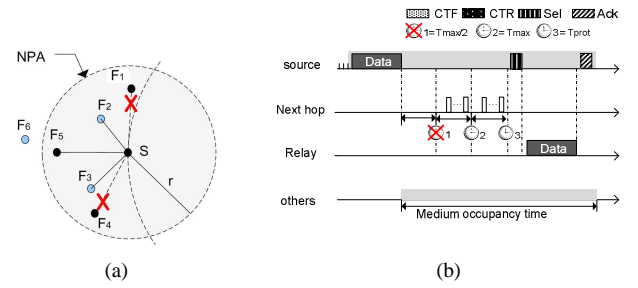 CTF CTR Sel Ack
1=Tmax/2 2=Tmax 3=Tprot
NPA
F1
F2
F6
F5
S
F3
r
F4
source
Data
Next hop
1 2 3
Relay
Data
others
Medium occupancy time
(a)
(b)